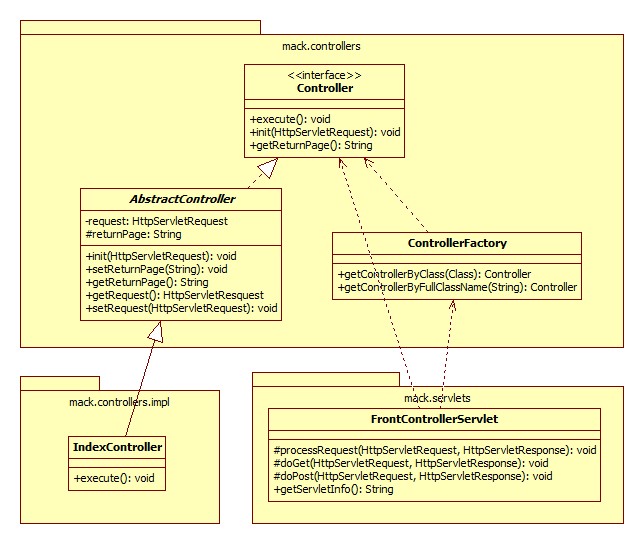 mack.controllers
<<interface>>
Controller
+execute(): void
+init(HttpServletRequest): void
+getReturnPage(): String
AbstractController
-request: HttpServletRequest
#returnPage: String
+init(HttpServletRequest): void
+setReturnPage(String): void
+getReturnPage(): String
+getRequest(): HttpServletResquest
+setRequest(HttpServletRequest): void
ControllerFactory
+getControllerByClass(Class): Controller
+getControllerByFullClassName(String): Controller
mack.controllers.impl
IndexController
+execute(): void
mack.servlets
FrontControllerServlet
#processRequest(HttpServletRequest, HttpServletResponse): void
#doGet(HttpServletRequest, HttpServletResponse): void
#doPost(HttpServletRequest, HttpServletResponse): void
+getServletInfo(): String